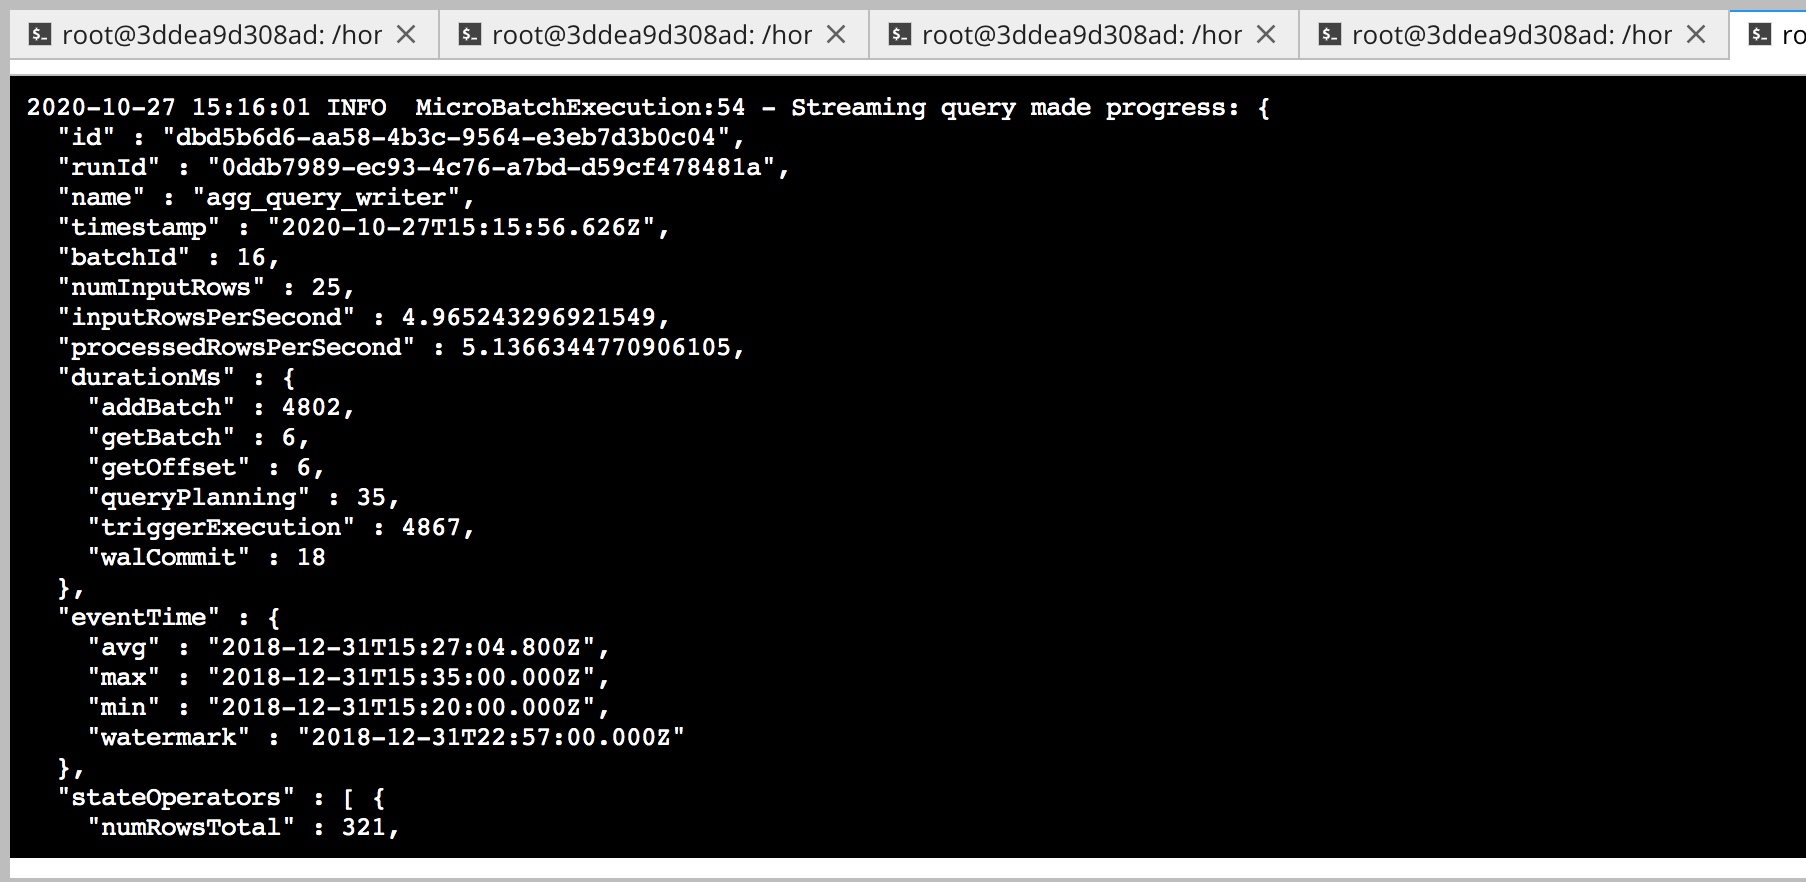 $_ root@3ddea9d308ad: /hor
$_ root@3ddea9d308ad: /hor
$_ root@3ddea9d308ad: /hor
$_ root@3ddea9d308ad: /hor
$_ ro
2020-10-27 15:16:01 INFO  MicroBatchExecution:54 - Streaming query made progress: {
  "id" : "dbd5b6d6-aa58-4b3c-9564-e3eb7d3b0c04",
  "runId" : "0ddb7989-ec93-4c76-a7bd-d59cf478481a",
  "name" : "agg_query_writer",
  "timestamp" : "2020-10-27T15:15:56.626Z",
  "batchId" : 16,
  "numInputRows" : 25,
  "inputRowsPerSecond" : 4.965243296921549,
  "processedRowsPerSecond" : 5.1366344770906105,
  "durationMs" : {
    "addBatch" : 4802,
    "getBatch" : 6,
    "getOffset" : 6,
    "queryPlanning" : 35,
    "triggerExecution" : 4867,
    "walCommit" : 18
  },
  "eventTime" : {
    "avg" : "2018-12-31T15:27:04.800Z",
    "max" : "2018-12-31T15:35:00.000Z",
    "min" : "2018-12-31T15:20:00.000Z",
    "watermark" : "2018-12-31T22:57:00.000Z"
  },
  "stateOperators" : [ {
    "numRowsTotal" : 321,